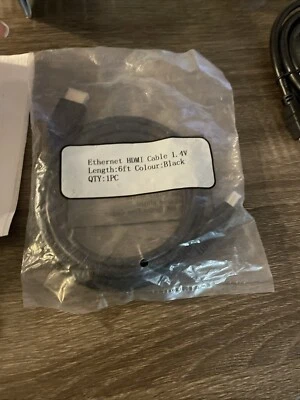 Ethernet HDMI Cable 1.4V
Length:6ft Colour:Black
QTY:1PC